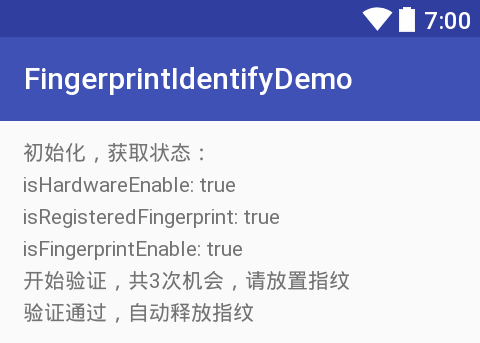 7:00
FingerprintIdentifyDemo
初始化，获取状态：
isHardwareEnable: true
isRegisteredFingerprint: true
isFingerprintEnable: true
开始验证，共3次机会，请放置指纹
验证通过，自动释放指纹